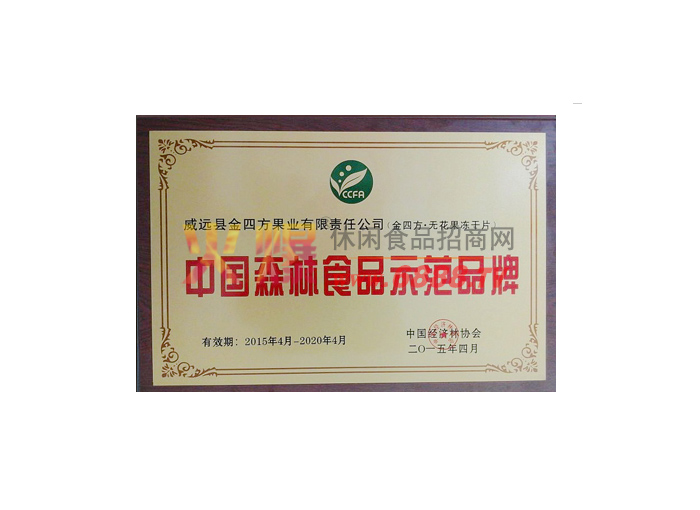 CCFA
威远县金四方果业有限责任公司(金四方·无花果冻干片)
休闲食品招商网
中国森林食品示范品牌
有效期：2015年4月-2020年4月
中国经济林协会
二〇一五年四月